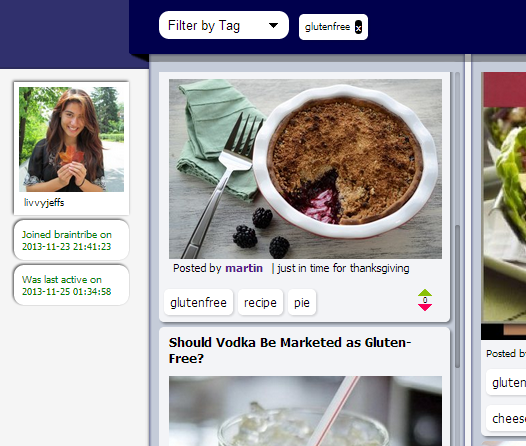 Filter by Tag
glutenfree x
livvyjeffs
Joined braintribe on
2013-11-23 21:41:23
Was last active on
2013-11-25 01:34:58
Posted by martin | just in time for thanksgiving
glutenfree recipe pie
0
Should Vodka Be Marketed as Gluten-
Free?
Posted b
gluten
chees